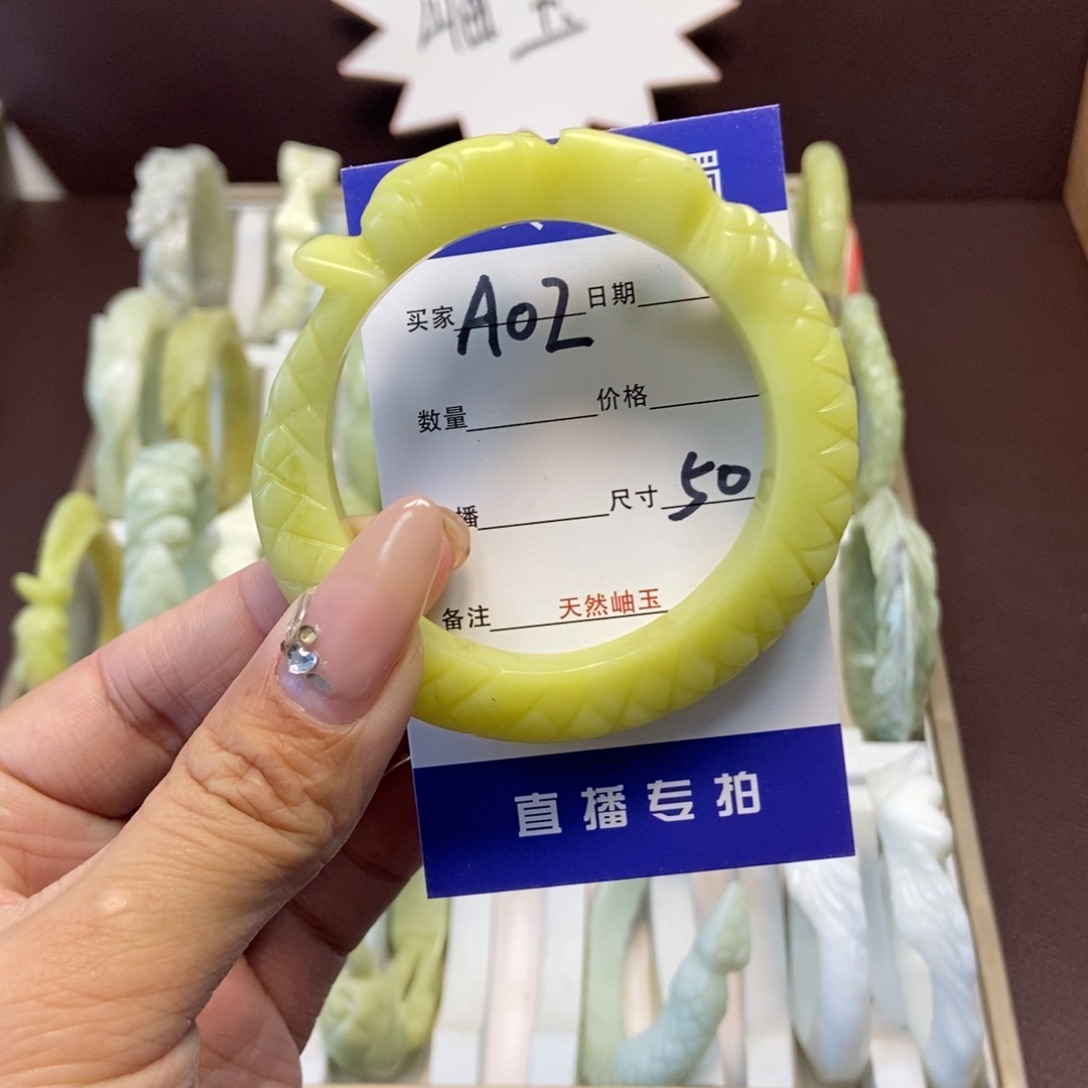 岫玉
买家 A02 日期
数量 价格
播 尺寸 50
备注 天然岫玉
直播专拍